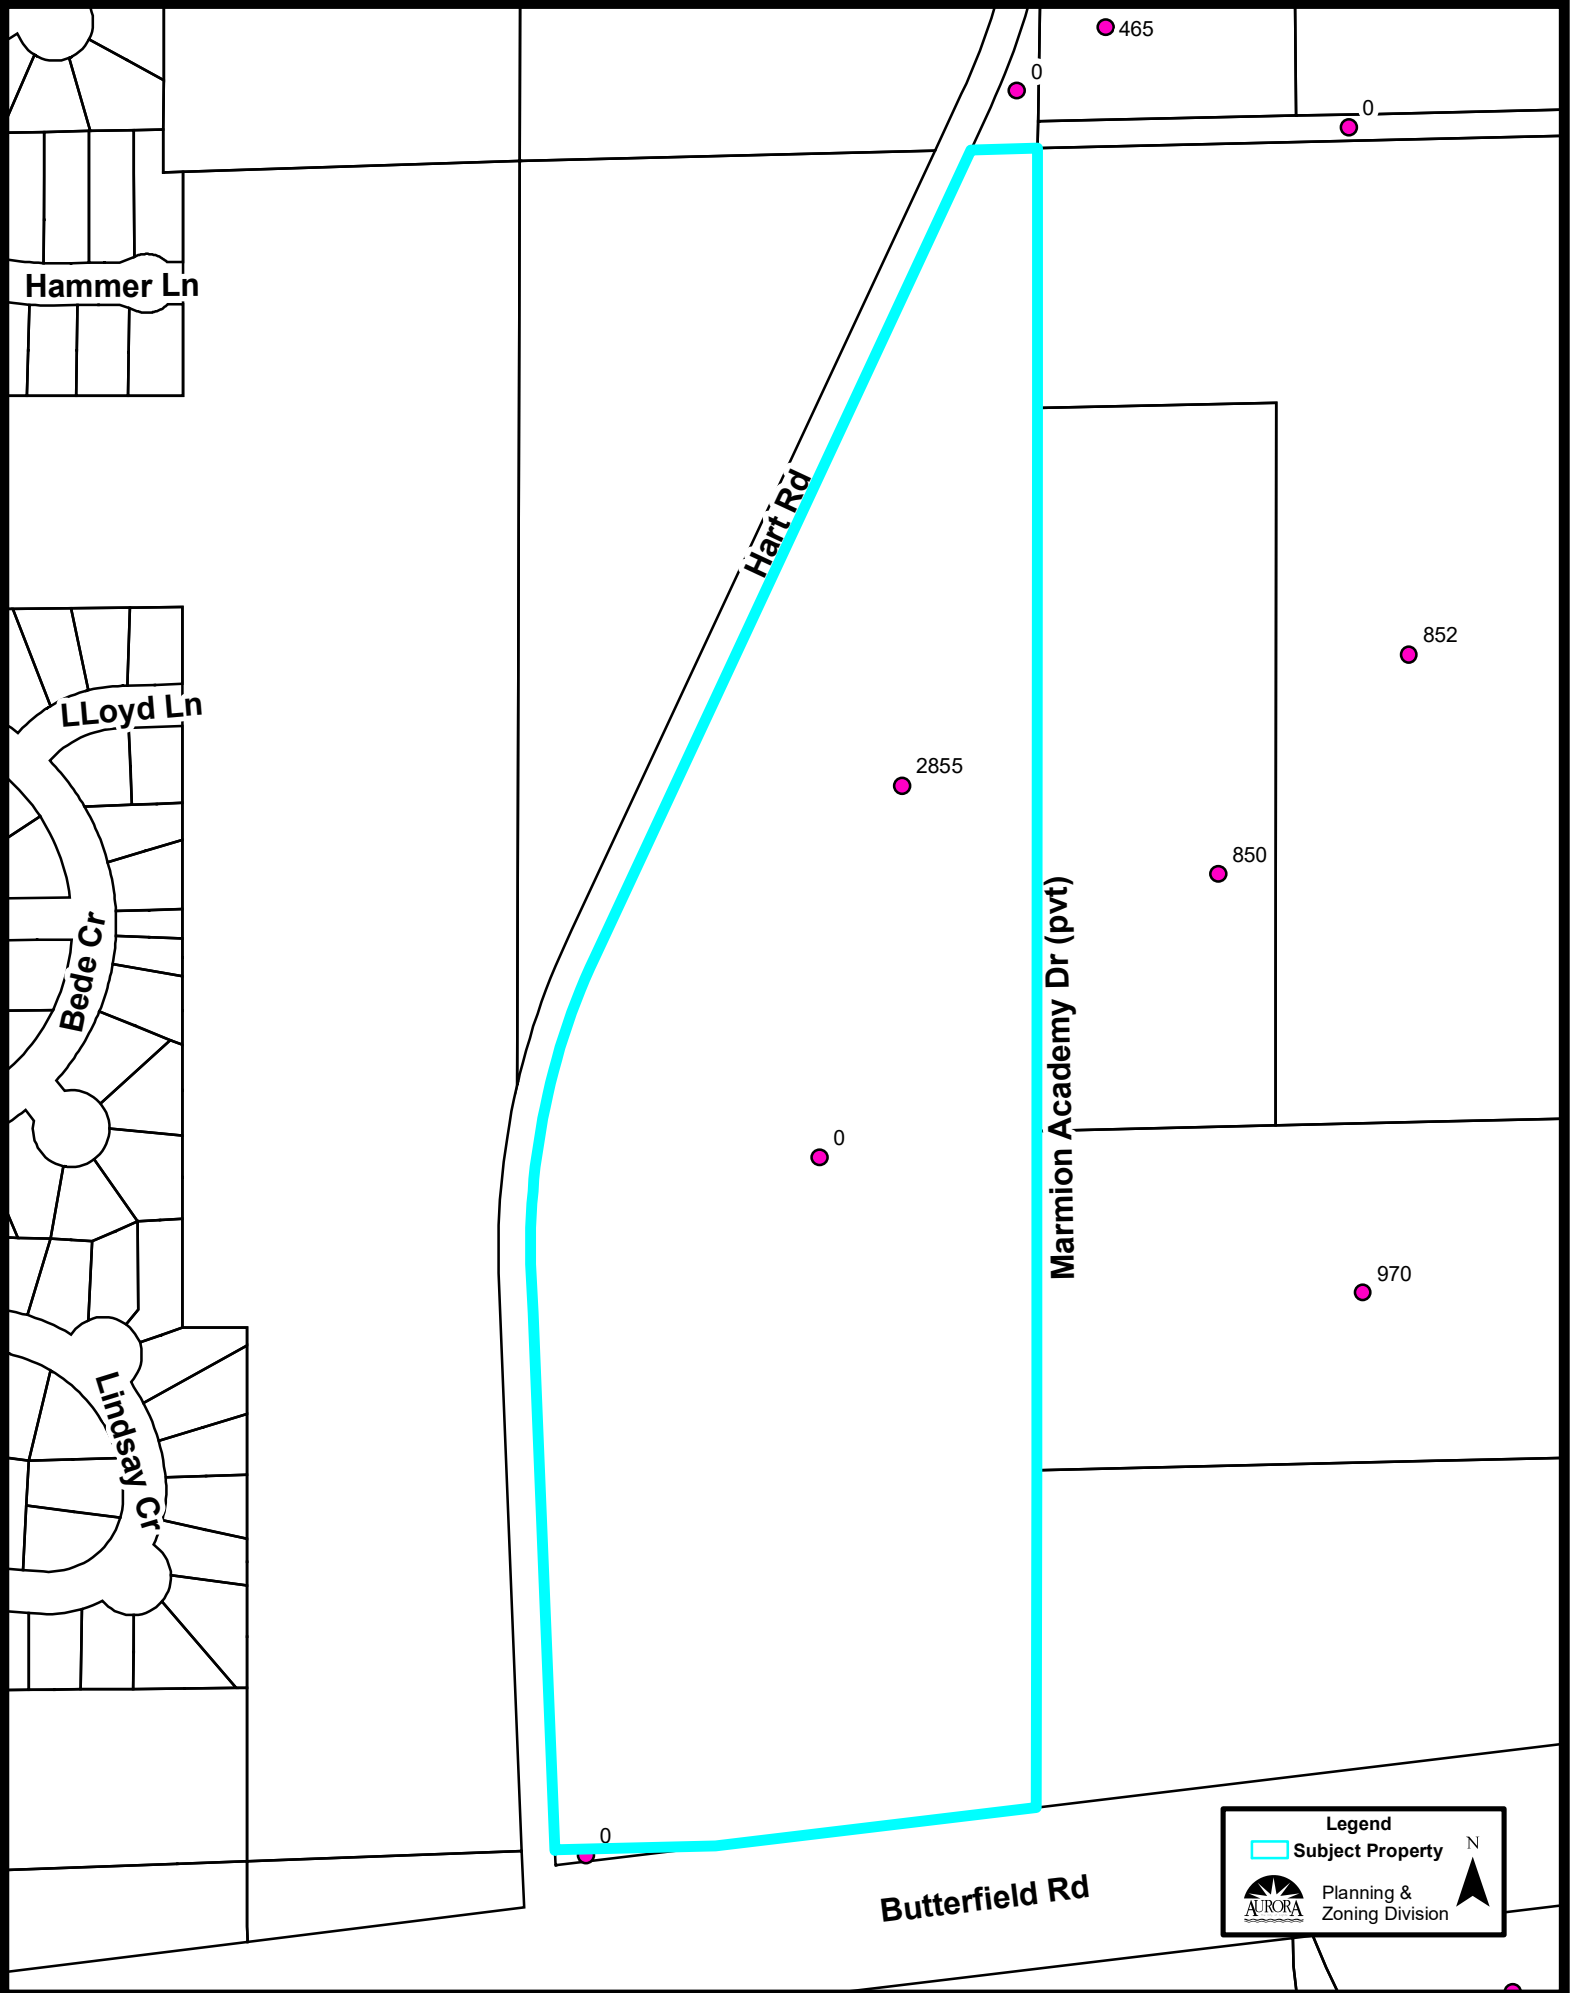 465
0
0
Hammer Ln
Hart Rd
852
LLoyd Ln
2855
850
Marmion Academy Dr (pvt)
Bede Cr
0
970
Lindsay Cr
0
Butterfield Rd
Legend
Subject Property
N
AURORA
Planning &
Zoning Division